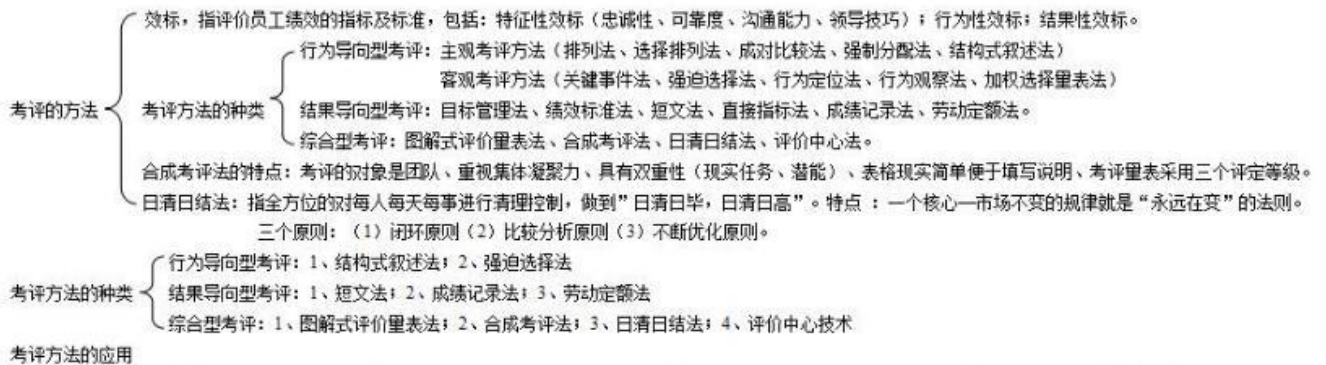 效标，指评价员工绩效的指标及标准，包括：特征性效标（忠诚性、可靠度、沟通能力、领导技巧）；行为性效标；结果性效标。
行为导向型考评：主观考评方法（排列法、选择排列法、成对比较法、强制分配法、结构式叙述法）
客观考评方法（关键事件法、强迫选择法、行为定位法、行为观察法、加权选择量表法）
考评的方法 考评方法的种类 结果导向型考评：目标管理法、绩效标准法、短文法、直接指标法、成绩记录法、劳动定额法。
综合型考评：图解式评价量表法、合成考评法、日清日结法、评价中心法。
合成考评法的特点：考评的对象是团队、重视集体凝聚力、具有双重性（现实任务、潜能）、表格现实简单便于填写说明、考评量表采用三个评定等级。
日清日结法：指全方位的对每人每天每事进行清理控制，做到”日清日毕，日清日高”。特点 ：一个核心—市场不变的规律就是“永远在变”的法则。
三个原则：（1）闭环原则（2）比较分析原则（3）不断优化原则。
行为导向型考评：1、结构式叙述法；2、强迫选择法
考评方法的种类 结果导向型考评：1、短文法；2、成绩记录法；3、劳动定额法
综合型考评：1、图解式评价量表法；2、合成考评法；3、日清日结法；4、评价中心技术
考评方法的应用